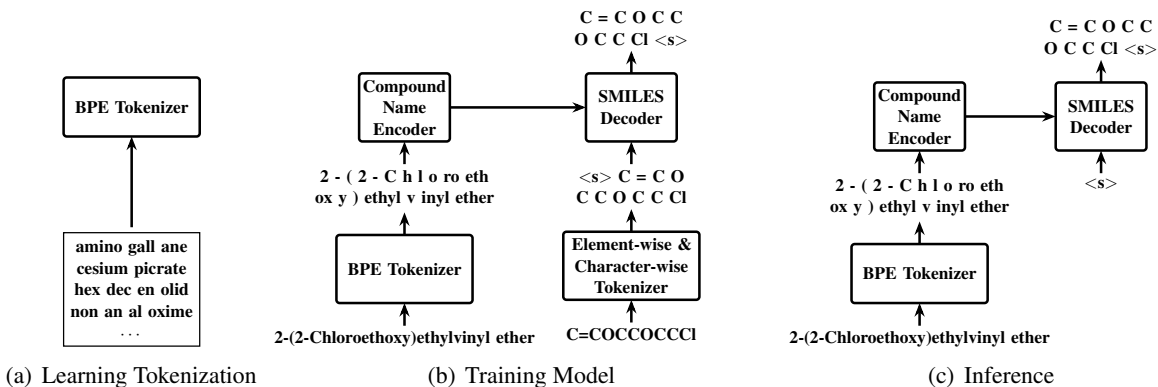 BPE Tokenizer
amino gall ane
cesium picrate
hex dec en olid
non an al oxime
. . .
(a) Learning Tokenization
C = C O C C
O C C Cl <s>
Compound
Name
Encoder
SMILES
Decoder
2 - ( 2 - C h l o ro eth
ox y ) ethyl v inyl ether
<s> C = C O
C C O C C Cl
BPE Tokenizer
Element-wise &
Character-wise
Tokenizer
2-(2-Chloroethoxy)ethylvinyl ether
C=COCCOCCCl
(b) Training Model
C = C O C C
O C C Cl <s>
Compound
Name
Encoder
SMILES
Decoder
2 - ( 2 - C h l o ro eth
ox y ) ethyl v inyl ether
<s>
BPE Tokenizer
2-(2-Chloroethoxy)ethylvinyl ether
(c) Inference